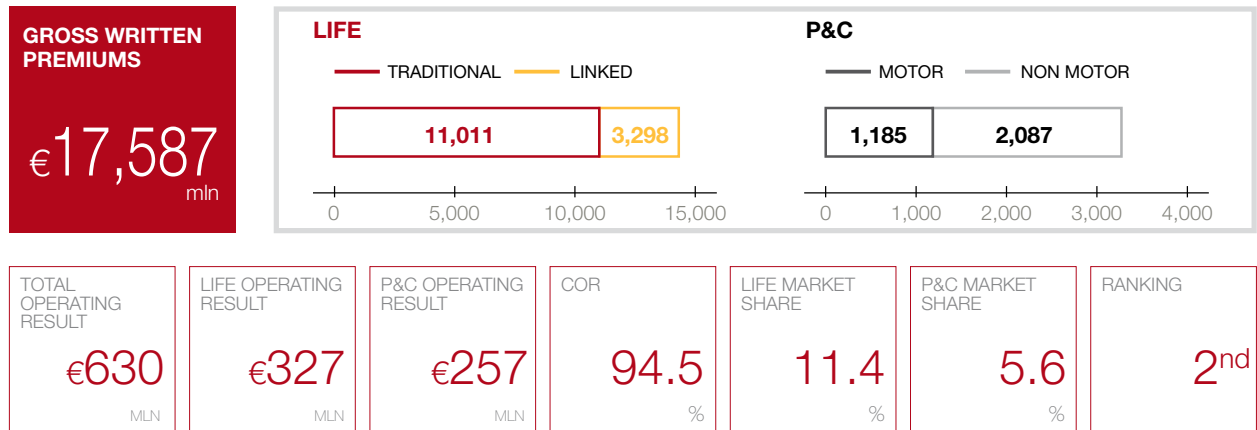 GROSS WRITTEN
PREMIUMS
€17,587
mln
LIFE
TRADITIONAL LINKED
11,011 3,298
0 5,000 10,000 15,000
P&C
MOTOR NON MOTOR
1,185 2,087
0 1,000 2,000 3,000 4,000
TOTAL
OPERATING
RESULT
€630
MLN
LIFE OPERATING
RESULT
€327
MLN
P&C OPERATING
RESULT
€257
MLN
COR
94.5
%
LIFE MARKET
SHARE
11.4
%
P&C MARKET
SHARE
5.6
%
RANKING
2nd